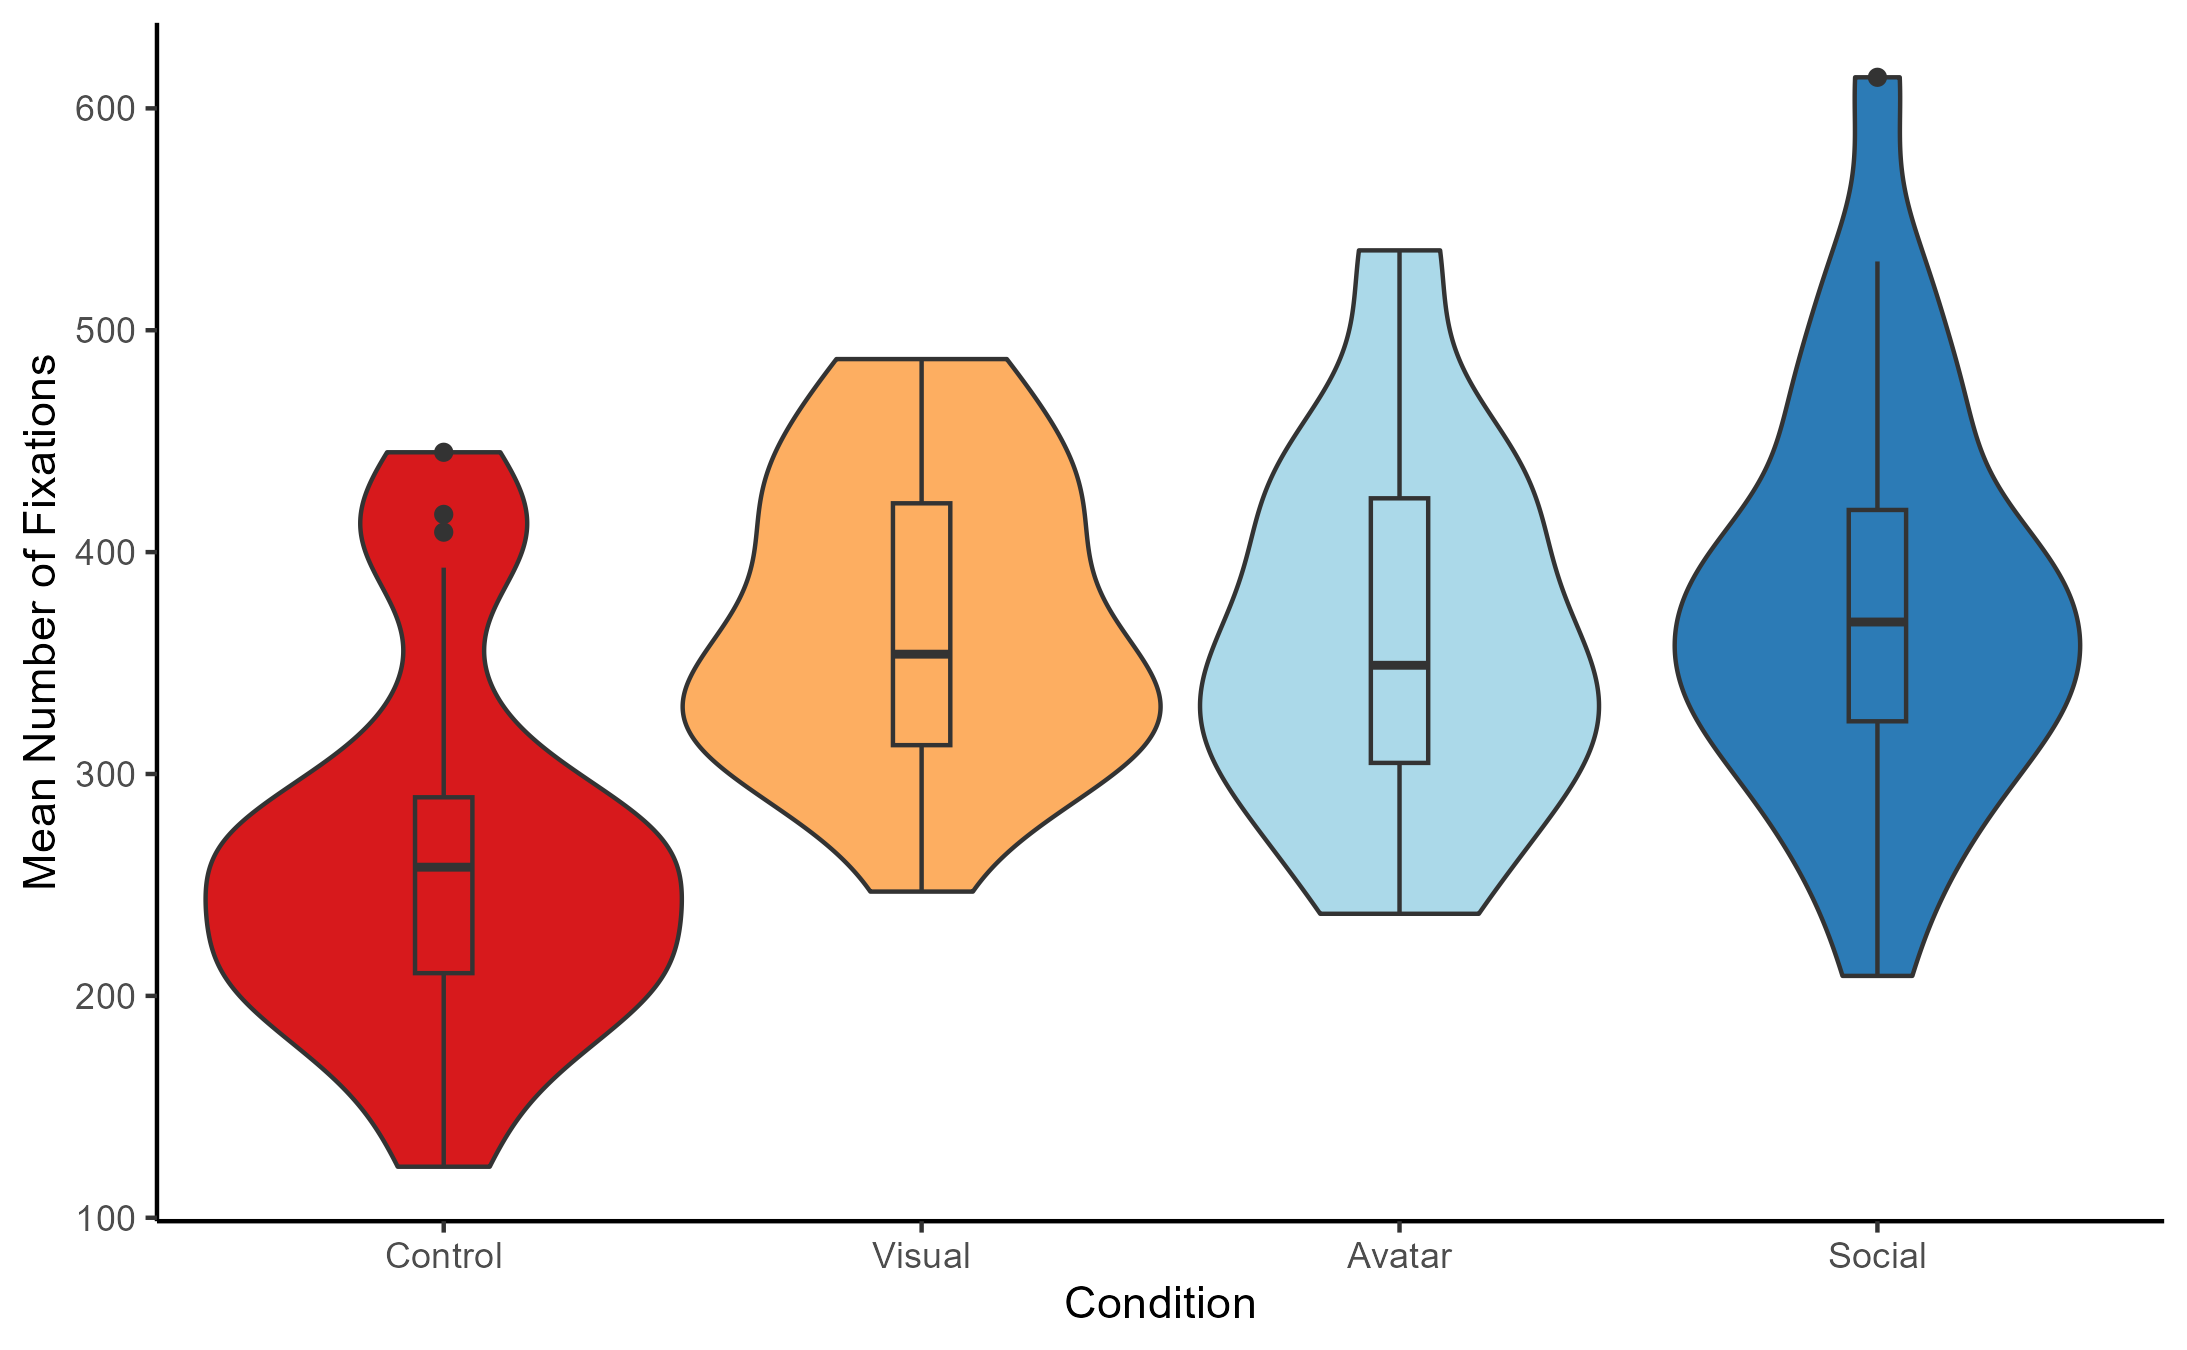 Mean Number of Fixations
600
500
400
300
200
100
Control Visual Avatar Social
Condition